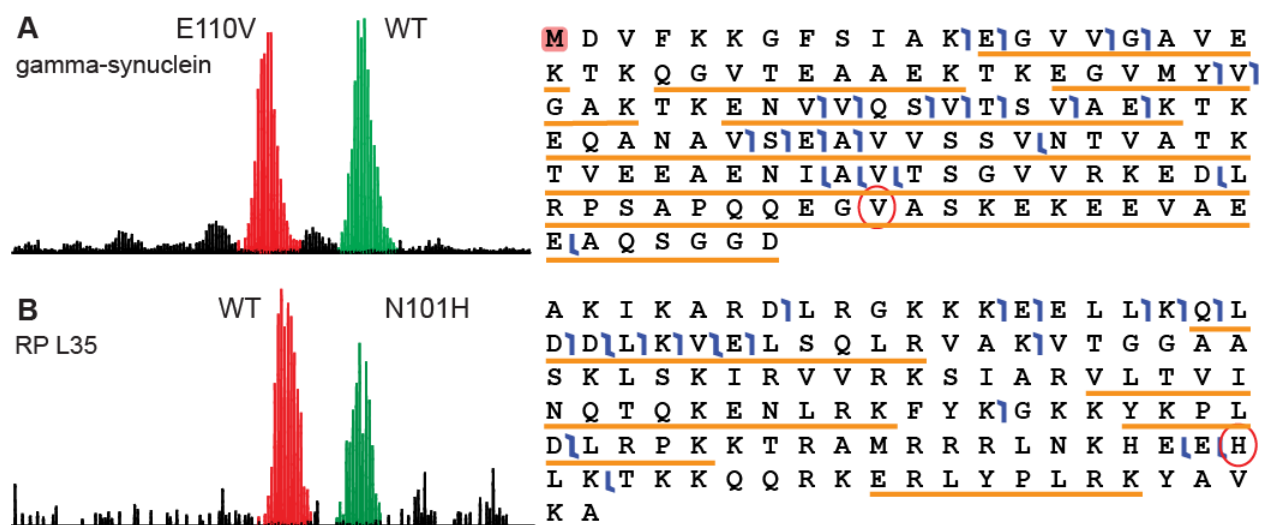 A
E110V
WT
gamma-synuclein
M D V F K K G F S I A K E G V V G A V E
K T K Q G V T E A A E K T K E G V M Y V
G A K T K E N V V Q S V T S V A E K T K
E Q A N A V S E A V V S S V N T V A T K
T V E E A E N I A V T S G V V R K E D L
R P S A P Q Q E G V A S K E K E E V A E
E A Q S G G D
B
WT
N101H
RP L35
A K I K A R D L R G K K K E E L L K Q L
D D L K V E L S Q L R V A K V T G G A A
S K L S K I R V V R K S I A R V L T V I
N Q T Q K E N L R K F Y K G K K Y K P L
D L R P K K T R A M R R R L N K H E E H
L K T K K Q Q R K E R L Y P L R K Y A V
K A